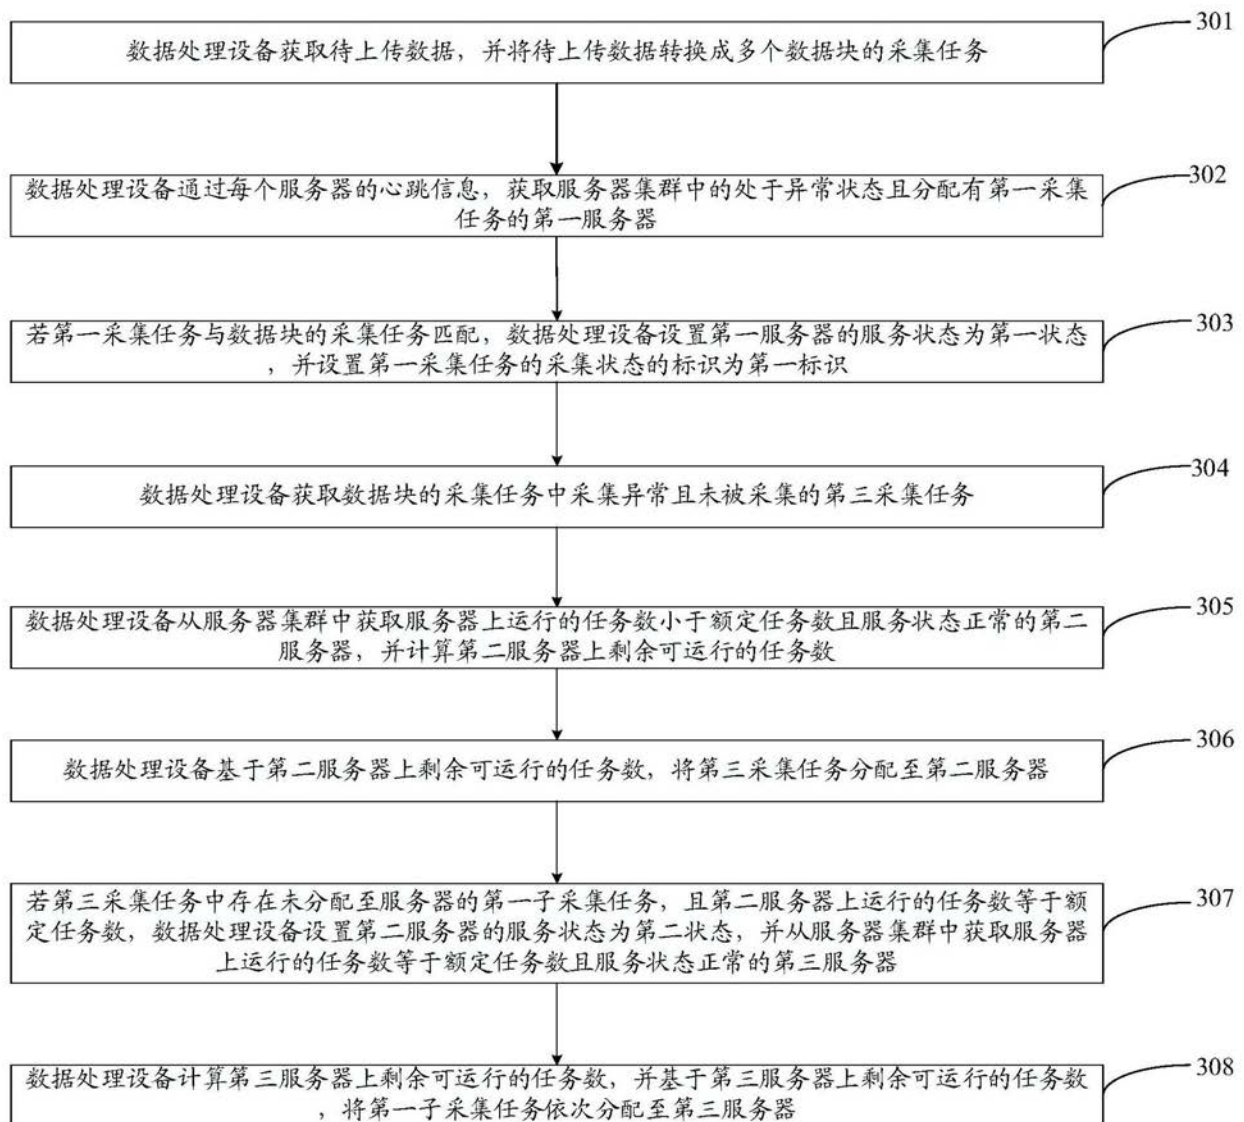 数据处理设备获取待上传数据，并将待上传数据转换成多个数据块的采集任务
301
数据处理设备通过每个服务器的心跳信息，获取服务器集群中的处于异常状态且分配有第一采集
任务的第一服务器
302
若第一采集任务与数据块的采集任务匹配，数据处理设备设置第一服务器的服务状态为第一状态
，并设置第一采集任务的采集状态的标识为第一标识
303
数据处理设备获取数据块的采集任务中采集异常且未被采集的第三采集任务
304
数据处理设备从服务器集群中获取服务器上运行的任务数小于额定任务数且服务状态正常的第二
服务器，并计算第二服务器上剩余可运行的任务数
305
数据处理设备基于第二服务器上剩余可运行的任务数，将第三采集任务分配至第二服务器
306
若第三采集任务中存在未分配至服务器的第一子采集任务，且第二服务器上运行的任务数等于额
定任务数，数据处理设备设置第二服务器的服务状态为第二状态，并从服务器集群中获取服务器
上运行的任务数等于额定任务数且服务状态正常的第三服务器
307
数据处理设备计算第三服务器上剩余可运行的任务数，并基于第三服务器上剩余可运行的任务数
，将第一子采集任务依次分配至第三服务器
308